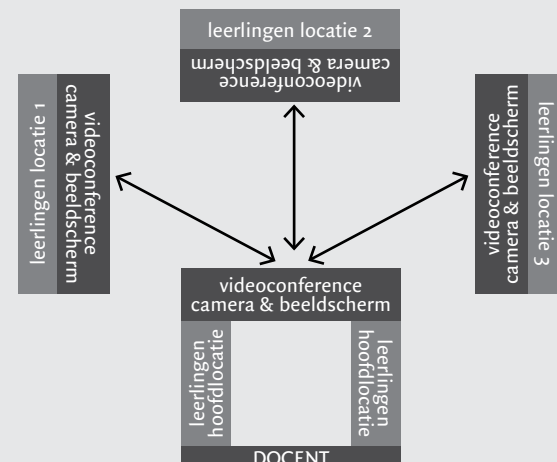 leerlingen locatie 2
videoconference
camera & beeldscherm
leerlingen locatie 1
videoconference
camera & beeldscherm
videoconference
camera & beeldscherm
leerlingen locatie 3
videoconference
camera & beeldscherm
leerlingen
hoofdlocatie
leerlingen
hoofdlocatie
DOCENT